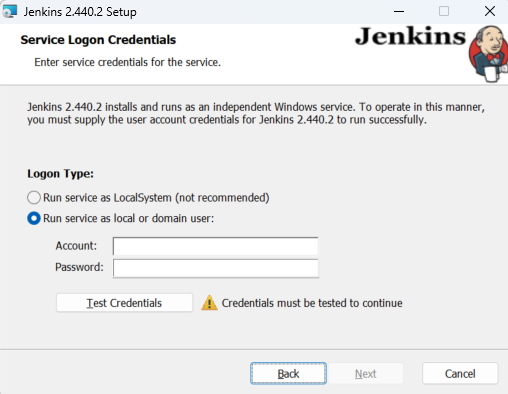 Jenkins 2.440.2 Setup
Service Logon Credentials
Jenkins
Enter service credentials for the service.
Jenkins 2.440.2 installs and runs as an independent Windows service. To operate in this manner,
you must supply the user account credentials for Jenkins 2.440.2 to run successfully.
Logon Type:
Run service as LocalSystem (not recommended)
Run service as local or domain user:
Account:
Password:
Test Credentials
Credentials must be tested to continue
Back
Next
Cancel